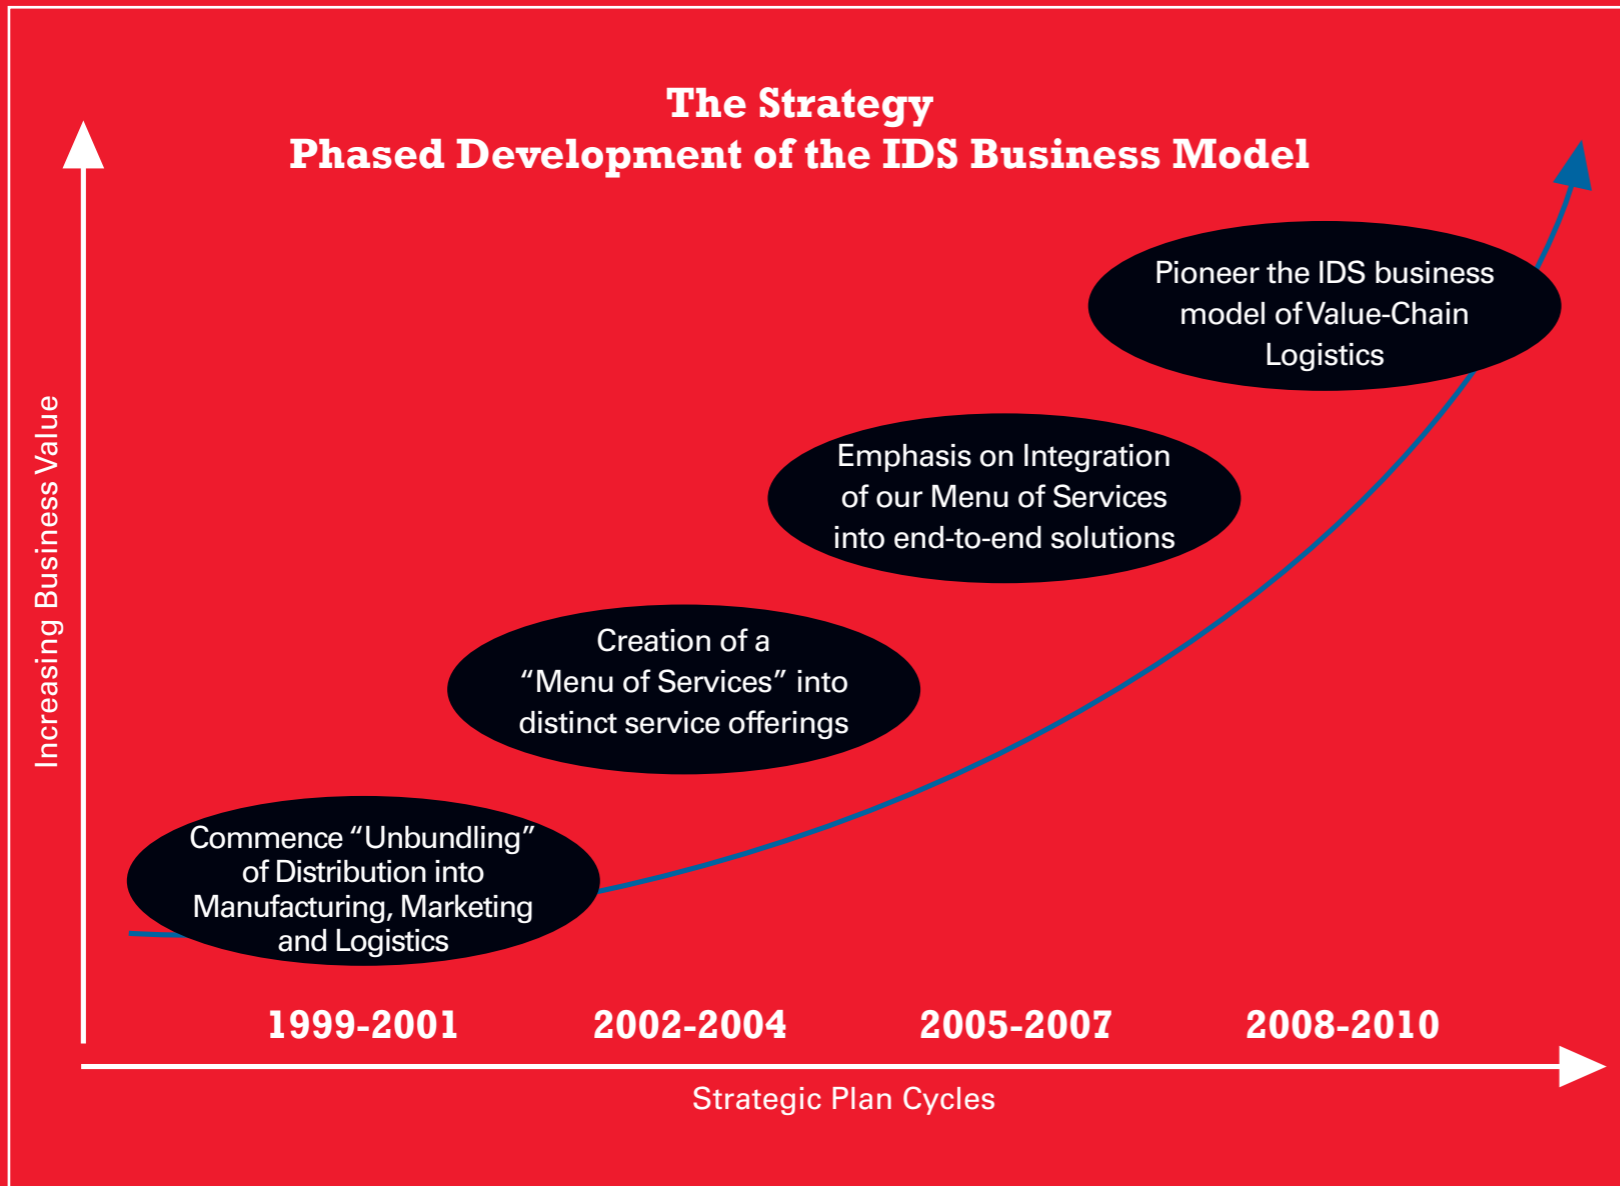 The Strategy
Phased Development of the IDS Business Model
Increasing Business Value
Pioneer the IDS business
model of Value-Chain
Logistics
Emphasis on Integration
of our Menu of Services
into end-to-end solutions
Creation of a
“Menu of Services” into
distinct service offerings
Commence “Unbundling”
of Distribution into
Manufacturing, Marketing
and Logistics
1999-2001 2002-2004 2005-2007 2008-2010
Strategic Plan Cycles